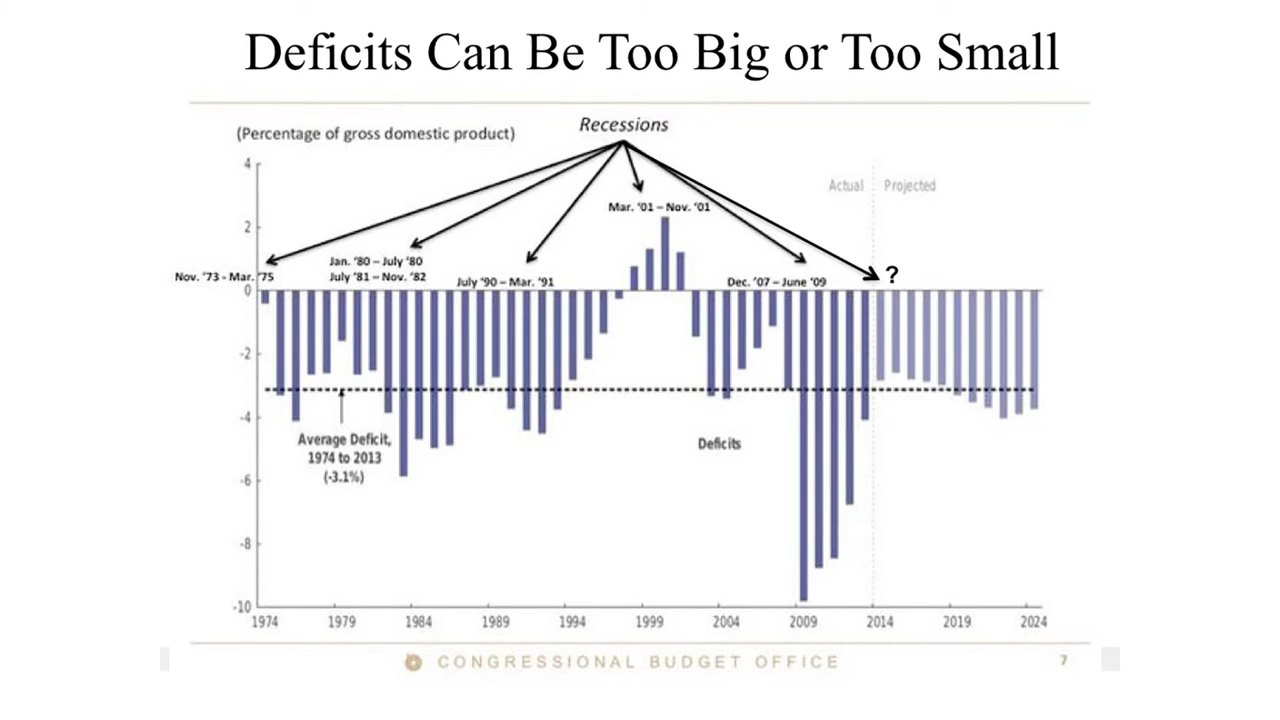 Deficits Can Be Too Big or Too Small
(Percentage of gross domestic product)
Recessions
Actual
Projected
Mar. '01 – Nov. '01
Jan. '80 – July '80
July '81 – Nov. '82
Nov. '73 - Mar. '75
July '90 – Mar. '91
Dec. '07 – June '09
?
4
2
0
-2
-4
-6
-8
-10
Average Deficit,
1974 to 2013
(-3.1%)
Deficits
1974 1979 1984 1989 1994 1999 2004 2009 2014 2019 2024
CONGRESSIONAL BUDGET OFFICE
7